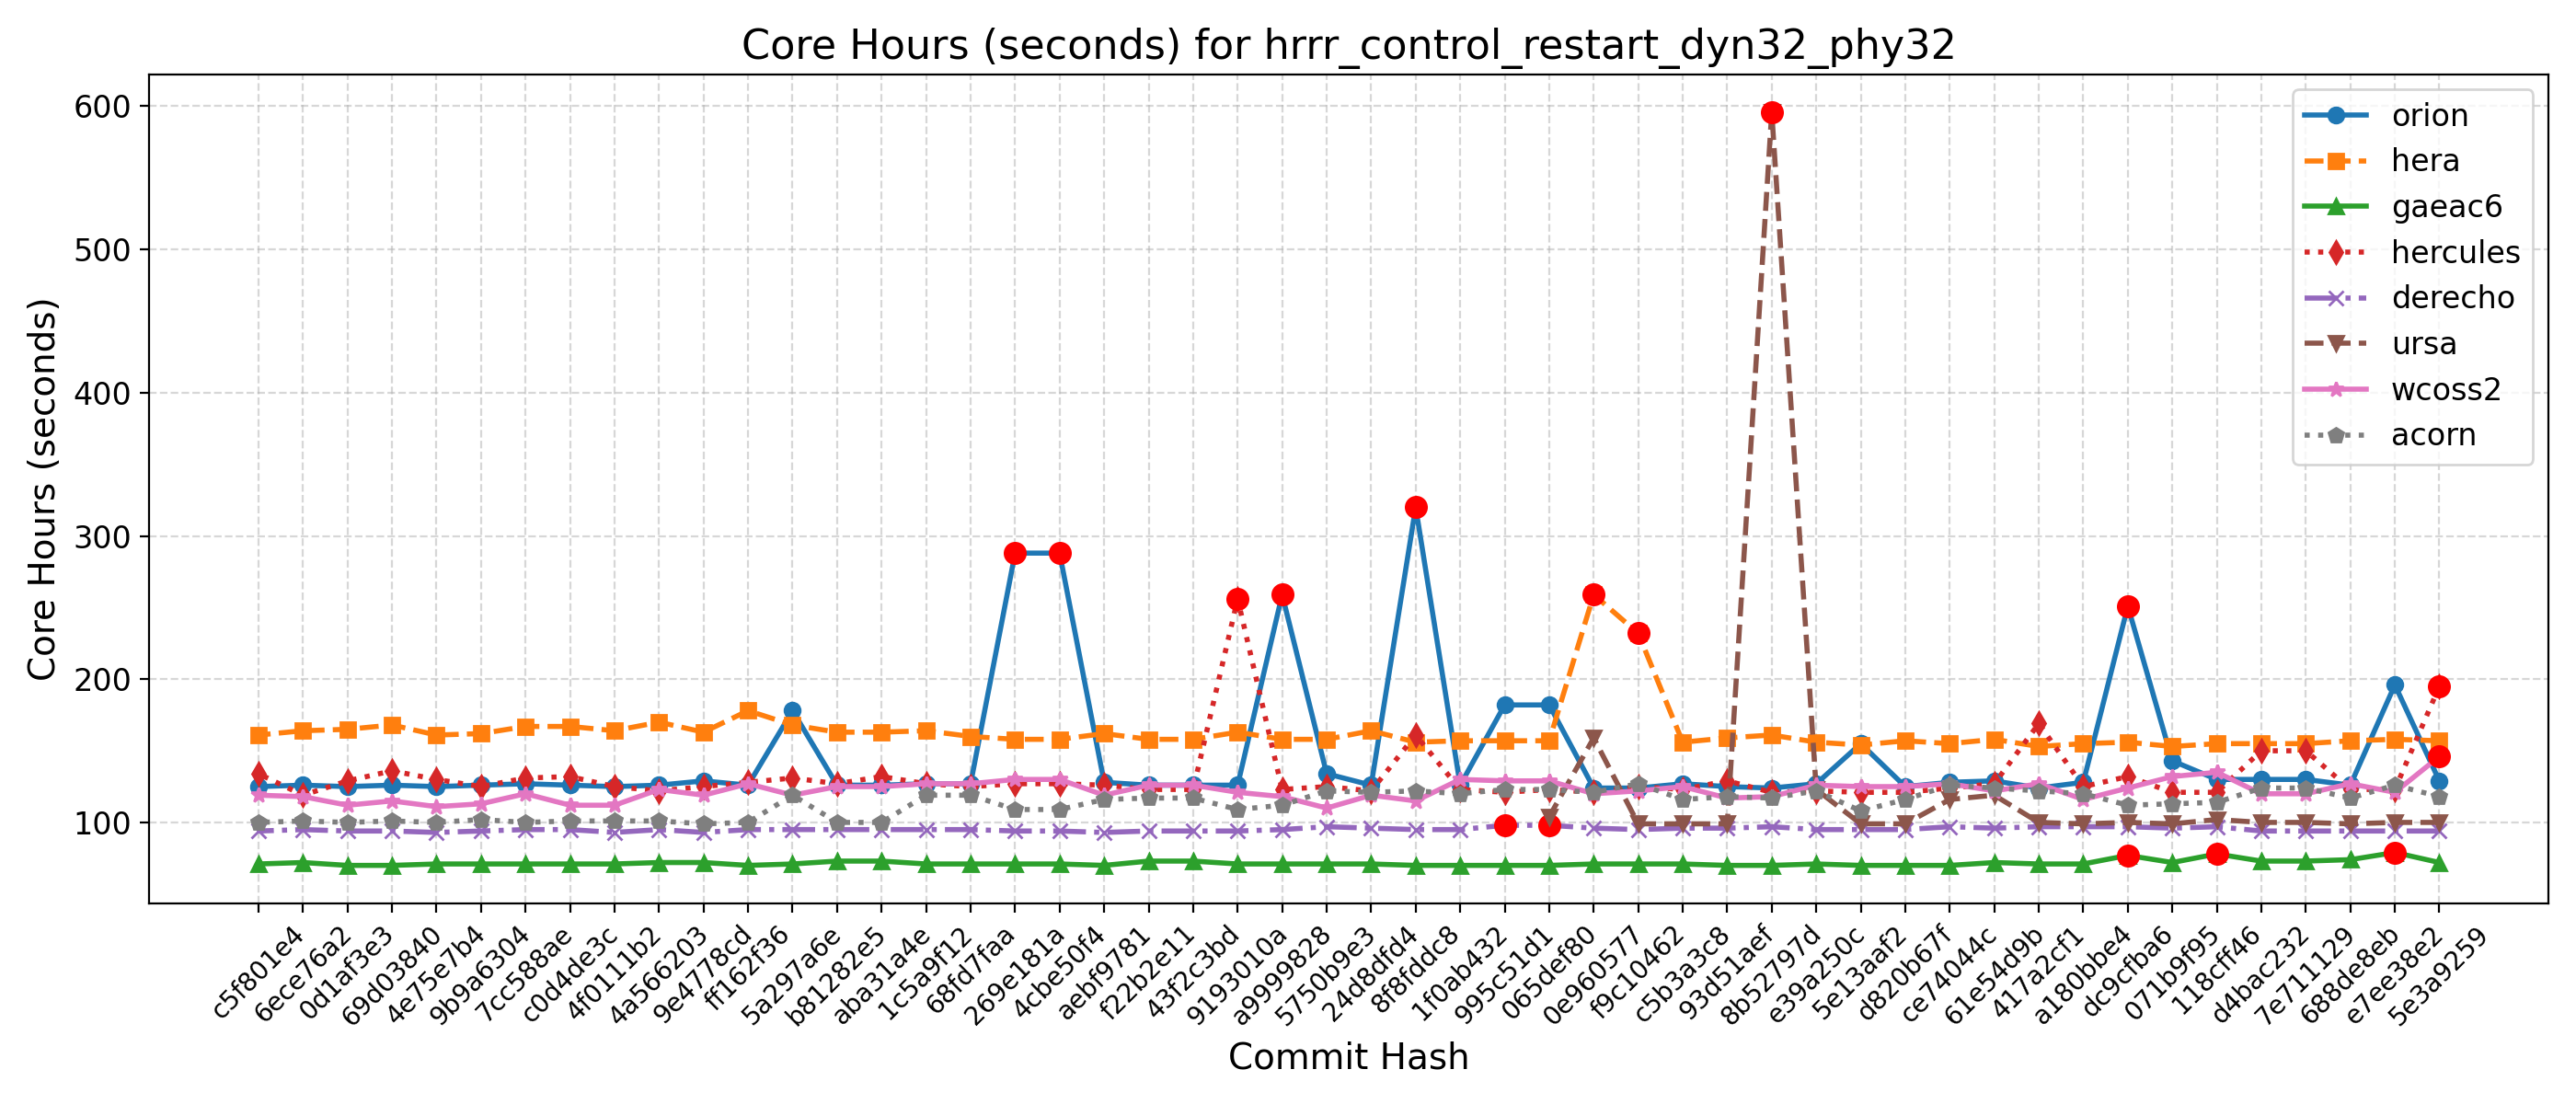 Core Hours (seconds) for hrrr_control_restart_dyn32_phy32
Core Hours (seconds)
600
500
400
300
200
100
orion
hera
gaeac6
hercules
derecho
ursa
wcoss2
acorn
c5f801e4
6ece76a2
0d1af3e3
69d03840
4e75e7b4
9b9a6304
7cc588ae
c0d4de3c
4f0111b2
4a566203
9e4778cd
ff162f36
5a297a6e
b81282e5
aba31a4e
1c5a9f12
68fd7faa
269e181a
4cbe50f4
aebf9781
f22b2e11
43f2c3bd
9193010a
a9999828
5750b9e3
24d8dfd4
8f8fddc8
1f0ab432
995c51d1
065def80
0e960577
f9c10462
c5b3a3c8
93d51aef
8b52797d
e39a250c
5e13aaf2
d820b67f
ce74044c
61e54d9b
417a2cf1
a180bbe4
dc9cfba6
071b9f95
118cff46
d4bac232
7e711129
688de8eb
e7ee38e2
5e3a9259
Commit Hash